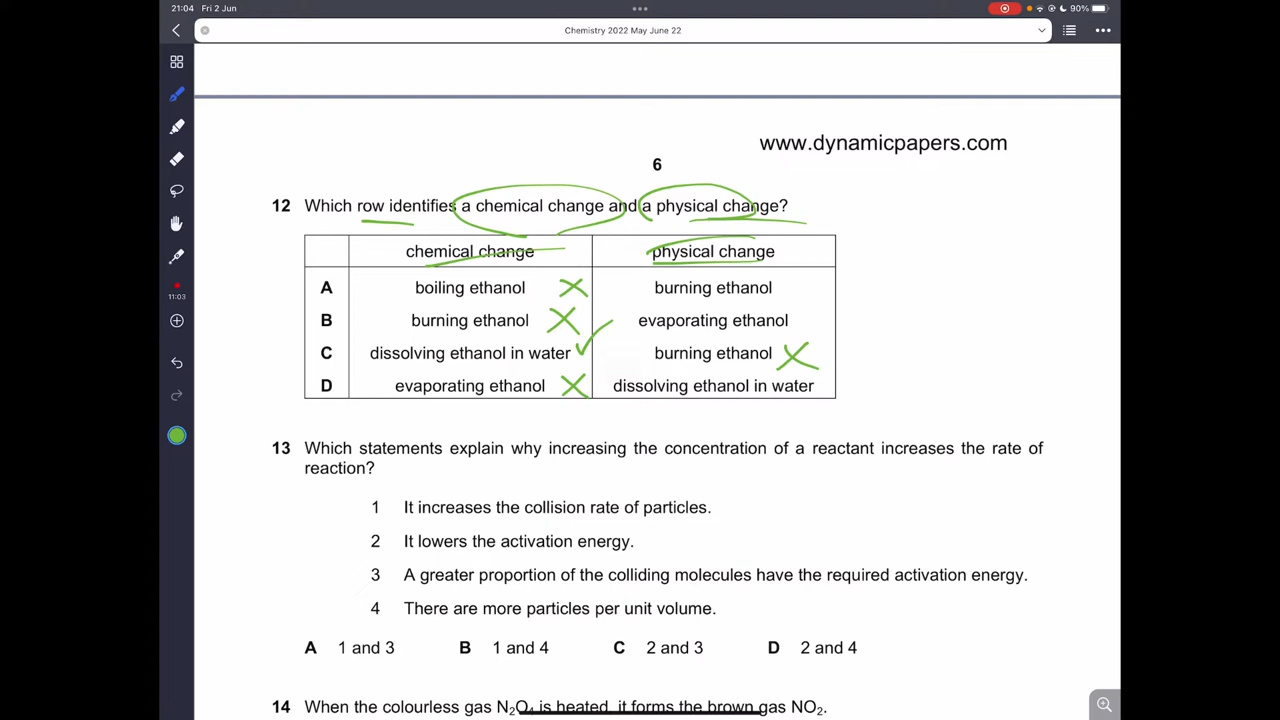 21:04 Fri 2 Jun
90%
Chemistry 2022 May June 22
11:03
www.dynamicpapers.com
6
12 Which row identifies a chemical change and a physical change?
chemical change physical change
A boiling ethanol burning ethanol
B burning ethanol evaporating ethanol
C dissolving ethanol in water burning ethanol
D evaporating ethanol dissolving ethanol in water
13 Which statements explain why increasing the concentration of a reactant increases the rate of
reaction?
1 It increases the collision rate of particles.
2 It lowers the activation energy.
3 A greater proportion of the colliding molecules have the required activation energy.
4 There are more particles per unit volume.
A 1 and 3 B 1 and 4 C 2 and 3 D 2 and 4
14 When the colourless gas N₂O₄ is heated, it forms the brown gas NO₂.